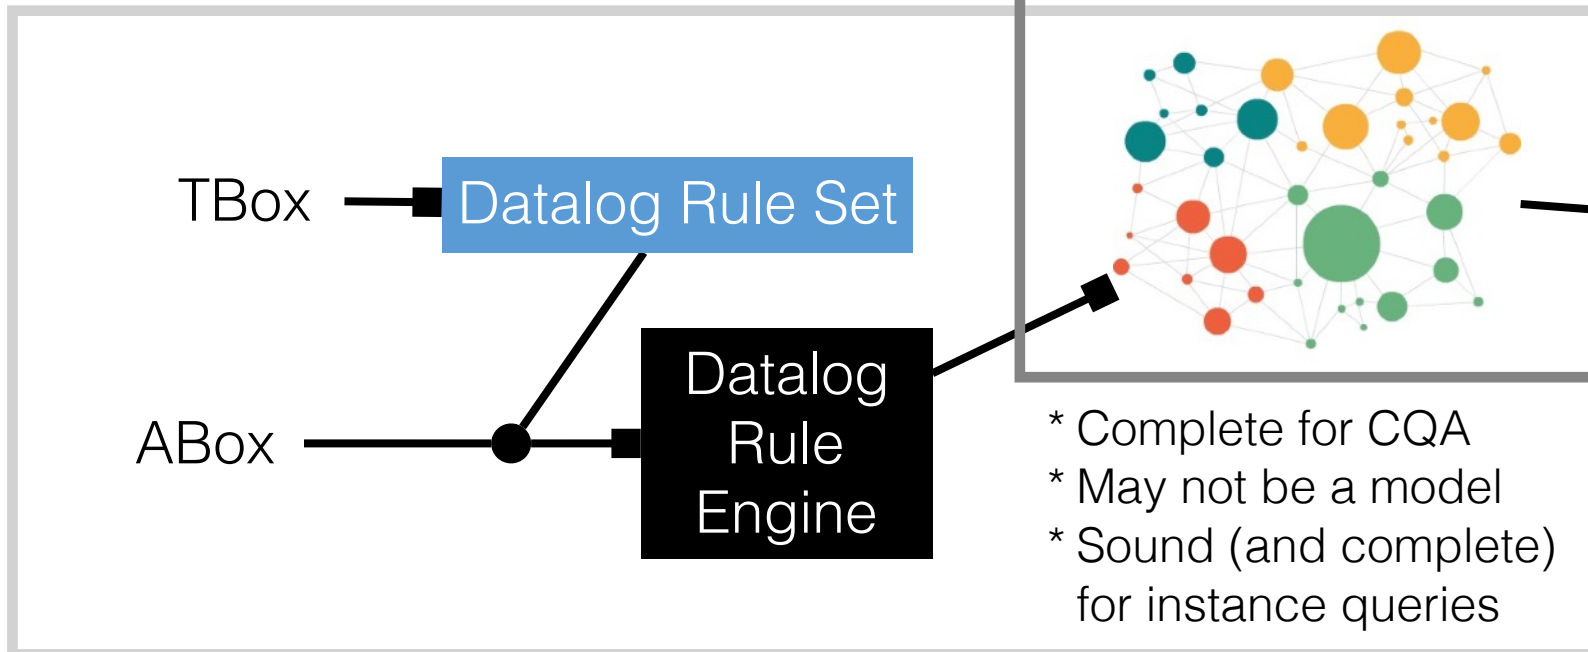 TBox
Datalog Rule Set
ABox
Datalog
Rule
Engine
* Complete for CQA
* May not be a model
* Sound (and complete)
for instance queries